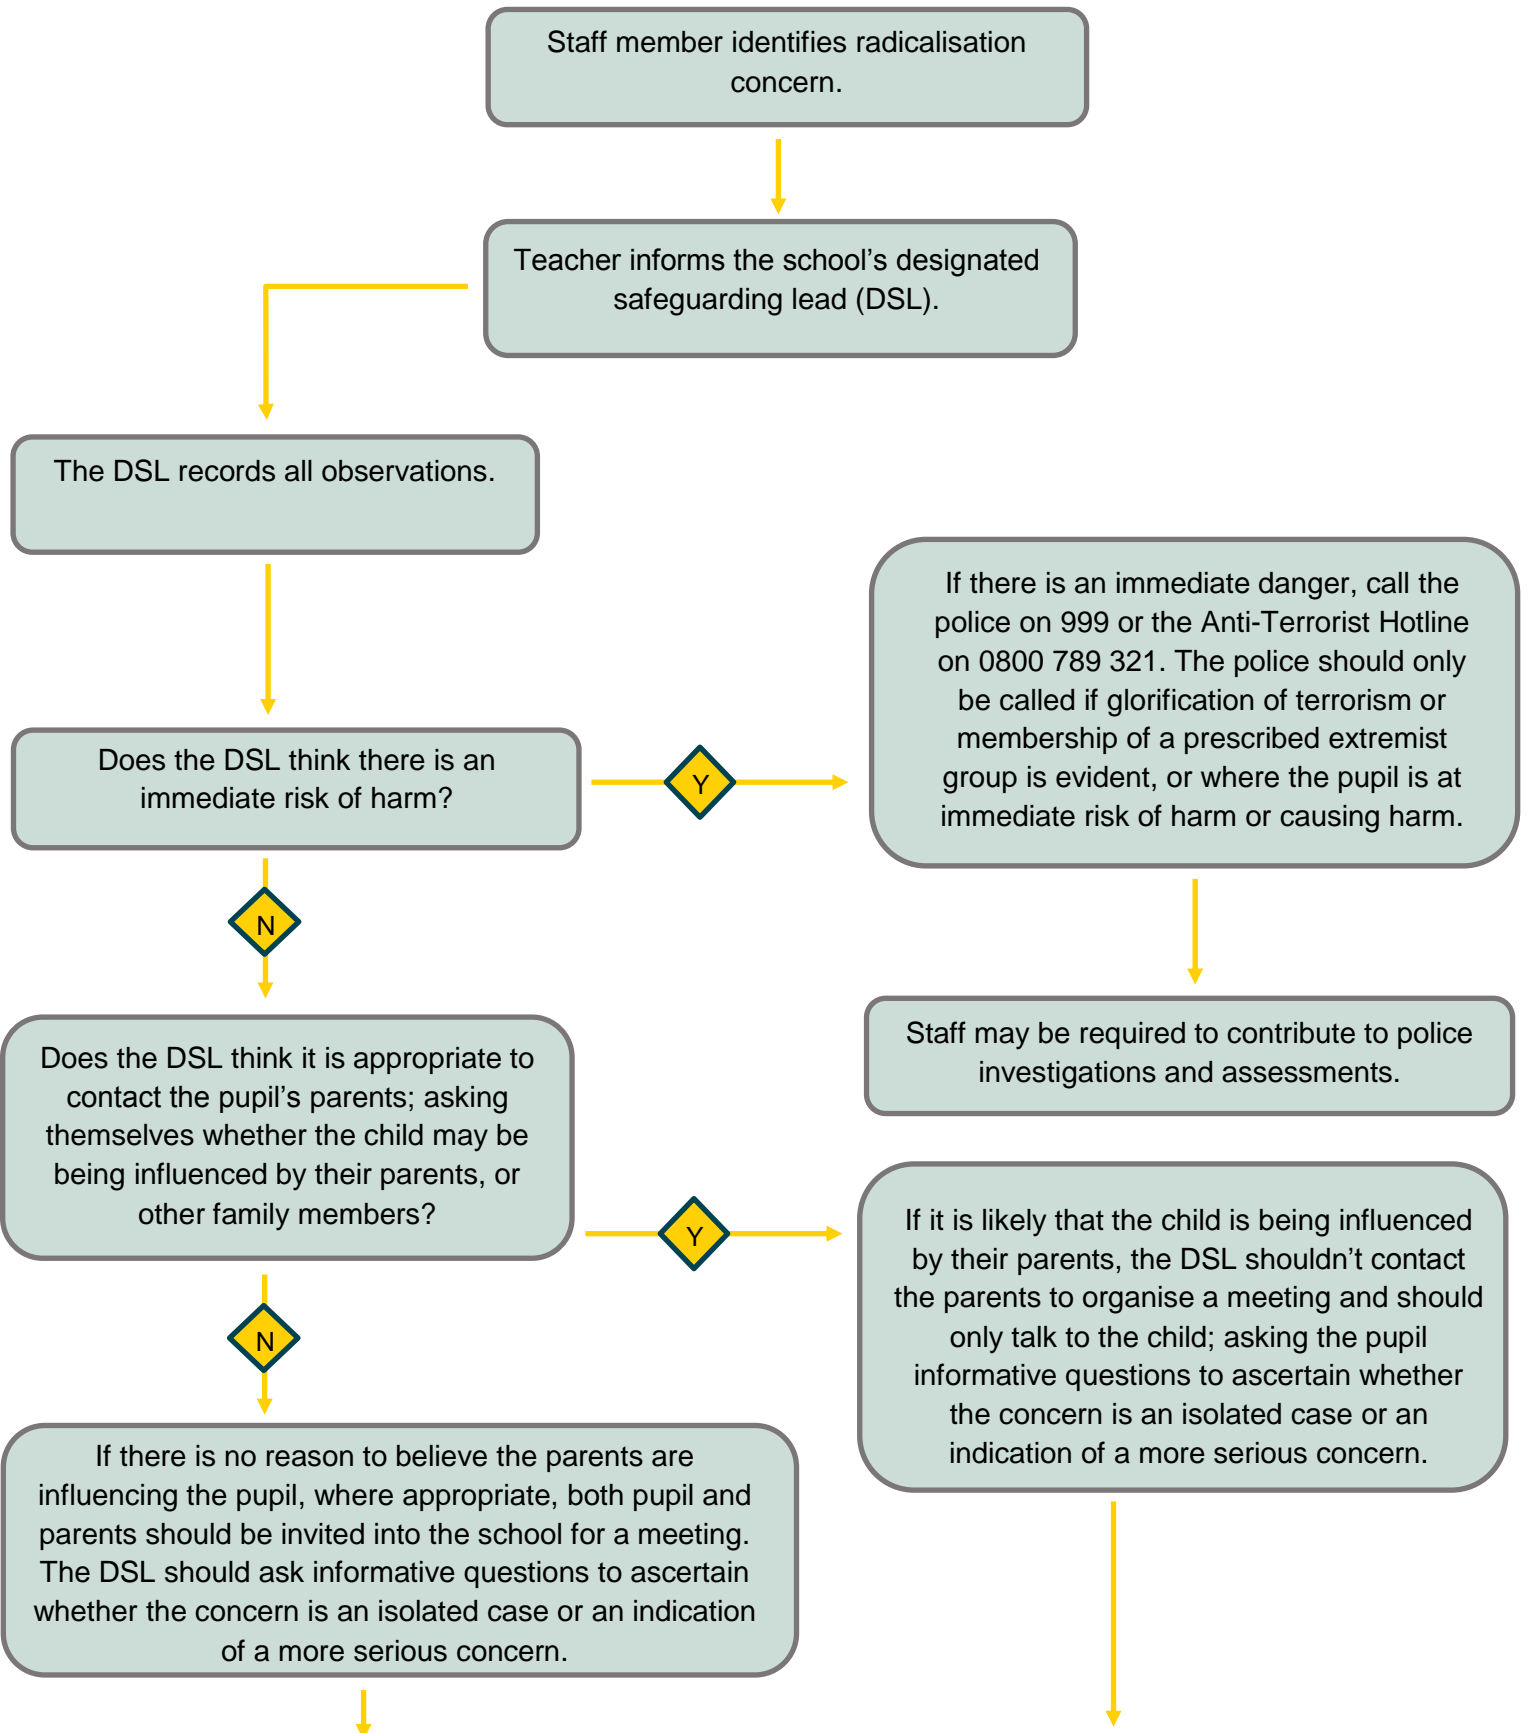 Staff member identifies radicalisation
concern.
Teacher informs the school’s designated
safeguarding lead (DSL).
The DSL records all observations.
If there is an immediate danger, call the
police on 999 or the Anti-Terrorist Hotline
on 0800 789 321. The police should only
be called if glorification of terrorism or
membership of a prescribed extremist
group is evident, or where the pupil is at
immediate risk of harm or causing harm.
Does the DSL think there is an
immediate risk of harm?
Y
N
Staff may be required to contribute to police
investigations and assessments.
Does the DSL think it is appropriate to
contact the pupil’s parents; asking
themselves whether the child may be
being influenced by their parents, or
other family members?
Y
If it is likely that the child is being influenced
by their parents, the DSL shouldn’t contact
the parents to organise a meeting and should
only talk to the child; asking the pupil
informative questions to ascertain whether
the concern is an isolated case or an
indication of a more serious concern.
N
If there is no reason to believe the parents are
influencing the pupil, where appropriate, both pupil and
parents should be invited into the school for a meeting.
The DSL should ask informative questions to ascertain
whether the concern is an isolated case or an indication
of a more serious concern.